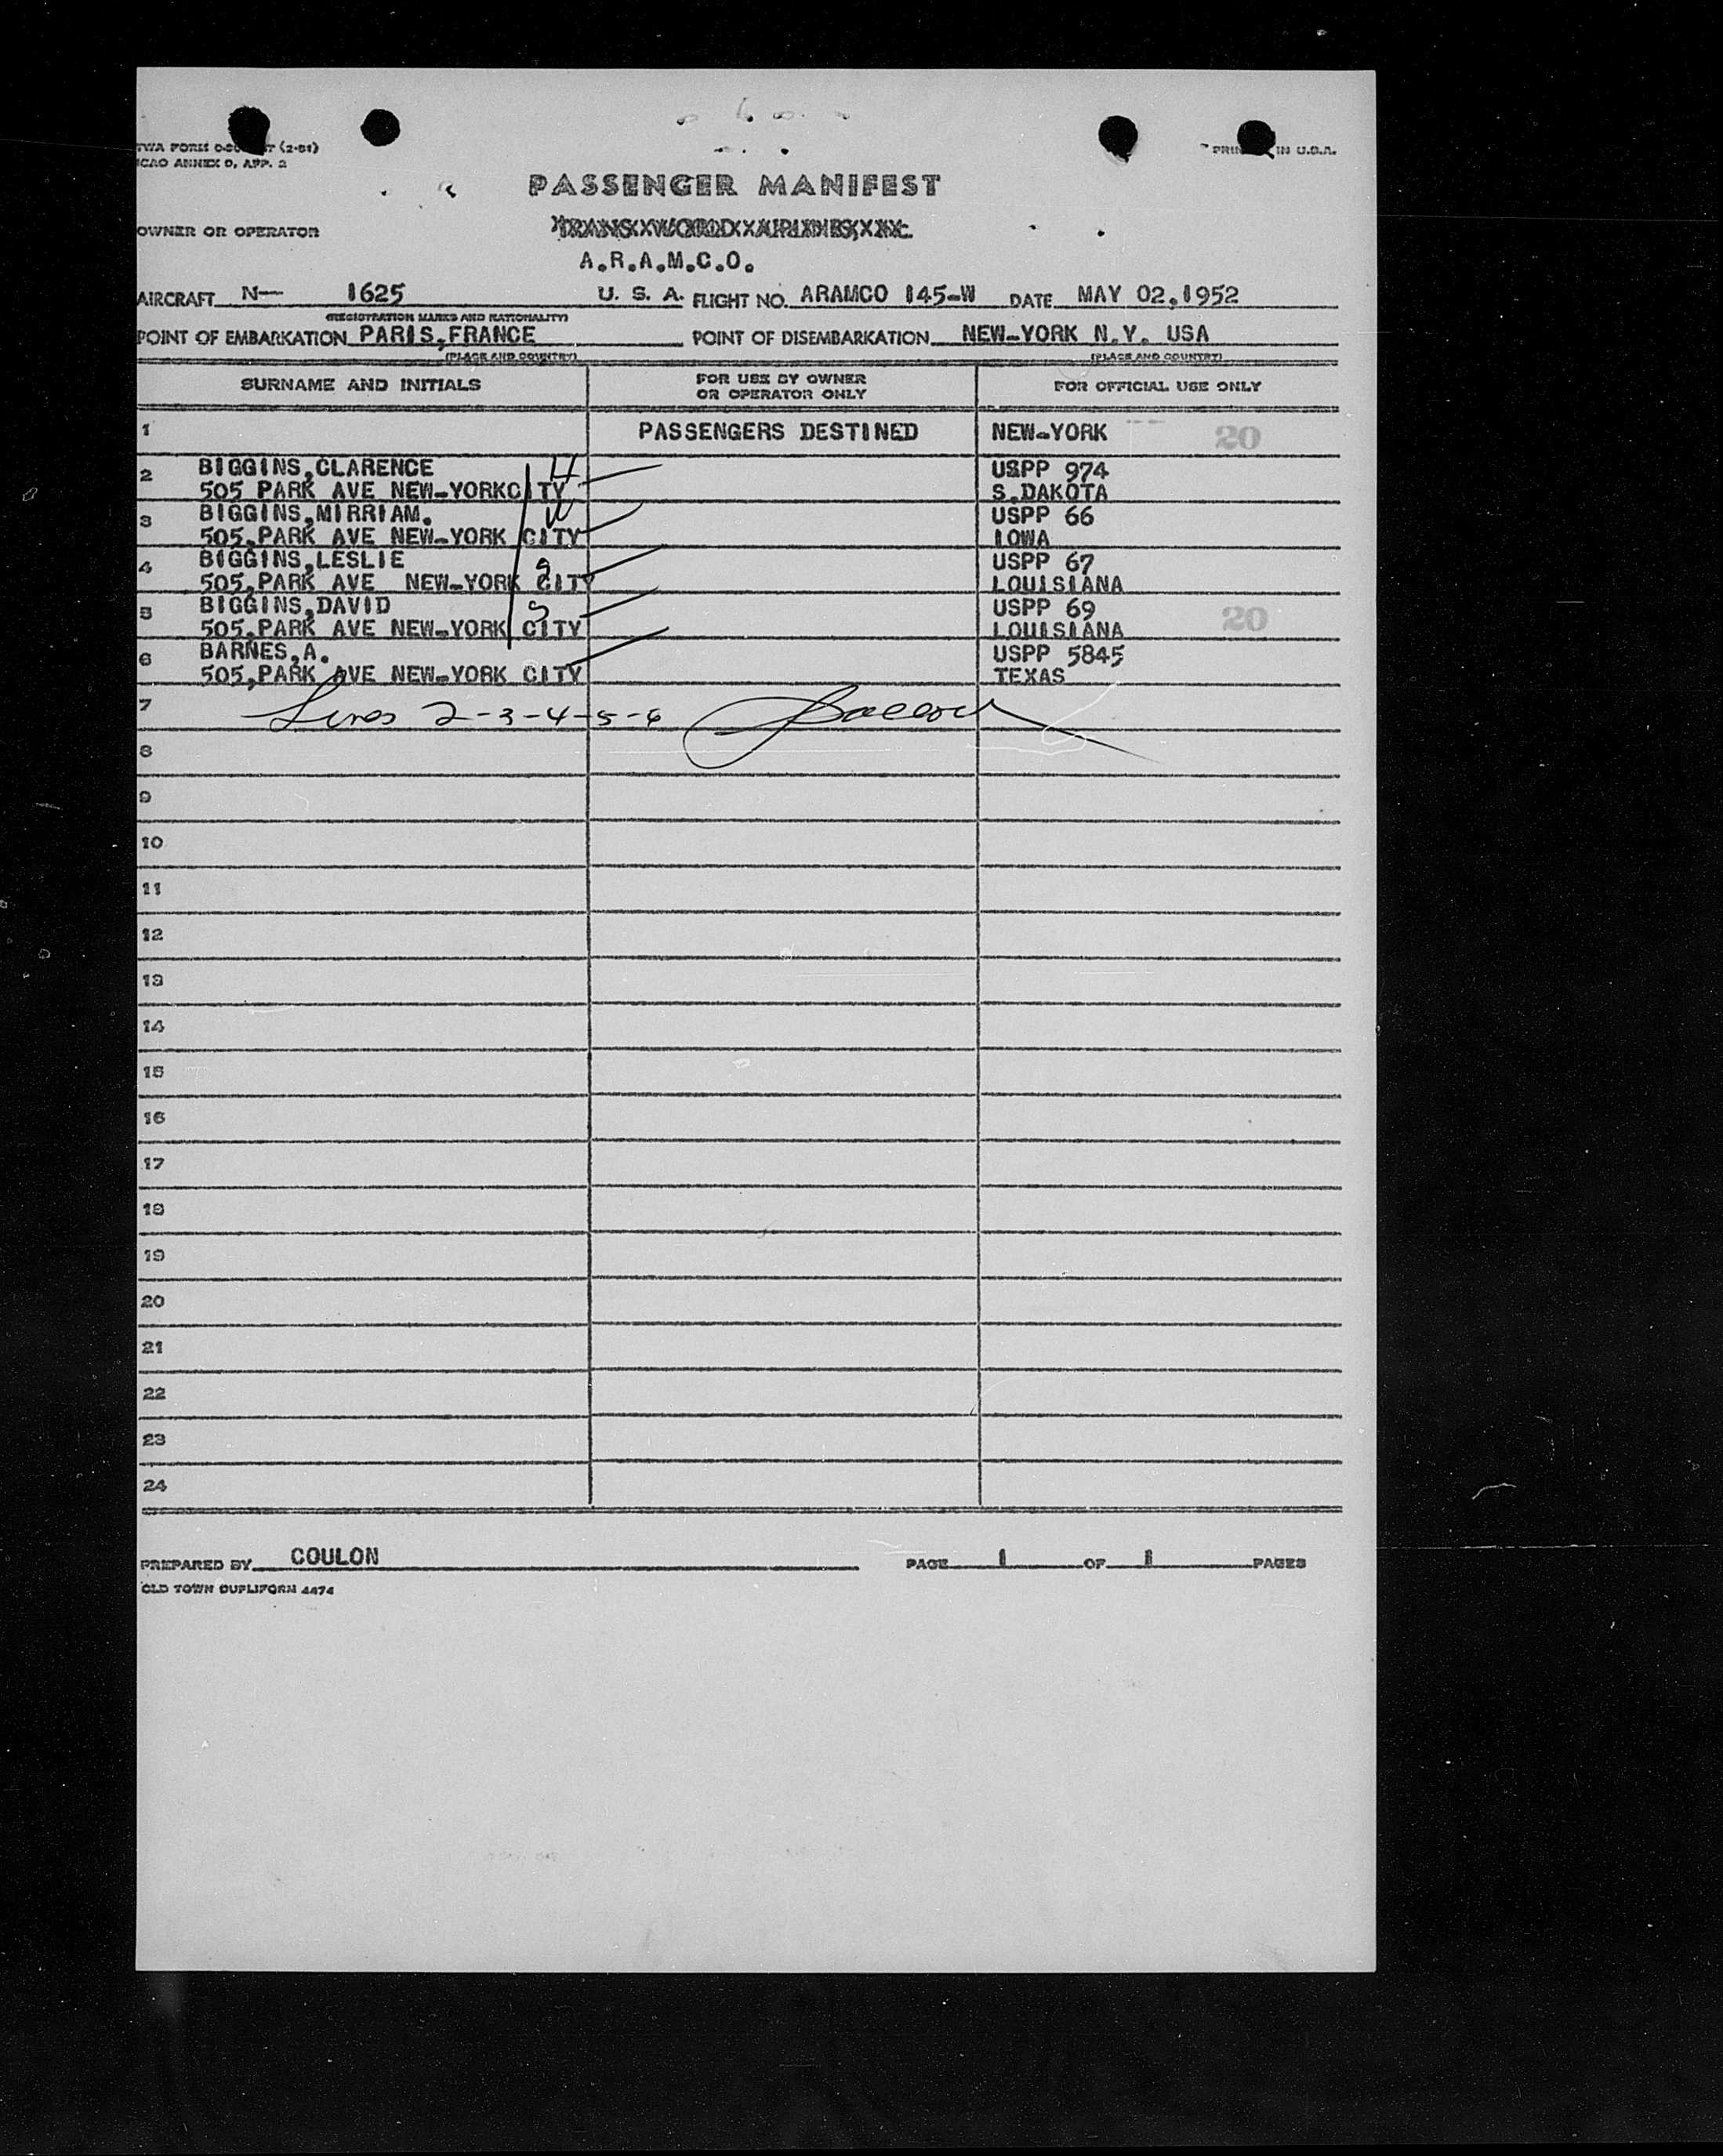 TWA FORM (2-51)
ICAO ANNEX 9, APP. 2
PRINTED IN U.S.A.
PASSENGER MANIFEST
OWNER OR OPERATOR TRANS WORLD AIRLINES, INC.
A.R.A.M.C.O.
AIRCRAFT N— 1625 U. S. A. FLIGHT NO. ARAMCO 145-W DATE MAY 02,1952
(REGISTRATION MARKS AND NATIONALITY)
POINT OF EMBARKATION PARIS,FRANCE POINT OF DISEMBARKATION NEW-YORK N.Y. USA
(PLACE AND COUNTRY) (PLACE AND COUNTRY)
SURNAME AND INITIALS FOR USE BY OWNER OR OPERATOR ONLY FOR OFFICIAL USE ONLY
1 PASSENGERS DESTINED NEW-YORK 20
2 BIGGINS,CLARENCE H USPP 974
505 PARK AVE NEW-YORKCITY S.DAKOTA
3 BIGGINS,MIRRIAM. W USPP 66
505,PARK AVE NEW-YORK CITY IOWA
4 BIGGINS,LESLIE USPP 67
505,PARK AVE NEW-YORK CITY LOUISIANA
5 BIGGINS,DAVID USPP 69
505,PARK AVE NEW-YORK CITY LOUISIANA 20
6 BARNES,A. USPP 5845
505,PARK AVE NEW-YORK CITY TEXAS
7 Lines 2-3-4-5-6
8
9
10
11
12
13
14
15
16
17
18
19
20
21
22
23
24
PREPARED BY COULON PAGE 1 OF 1 PAGES
OLD TOWN DUPLIFORM 4474